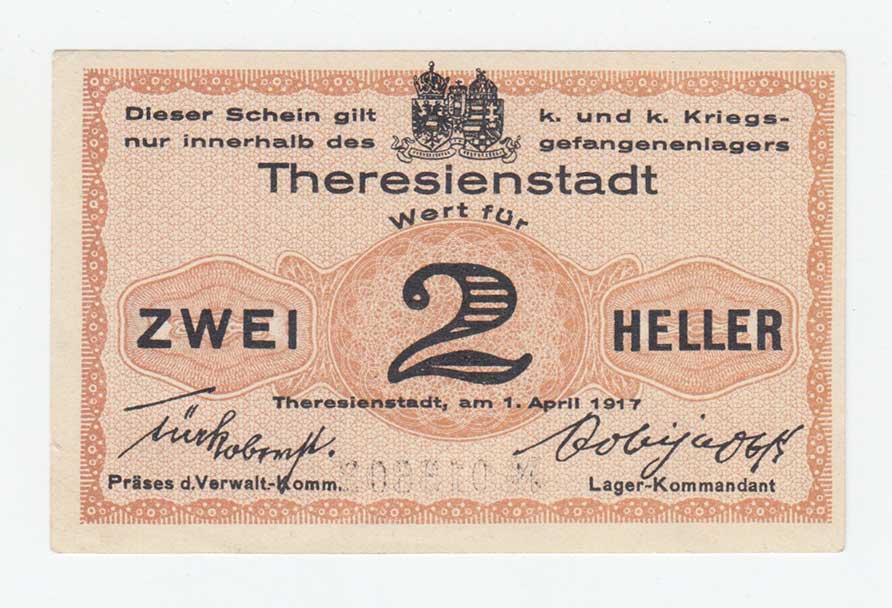 Dieser Schein gilt
nur innerhalb des
k. und k. Kriegs-
gefangenenlagers
Theresienstadt
Wert für
ZWEI 2 HELLER
Theresienstadt, am 1. April 1917
Präses d.Verwalt.-Komm.
Lager-Kommandant